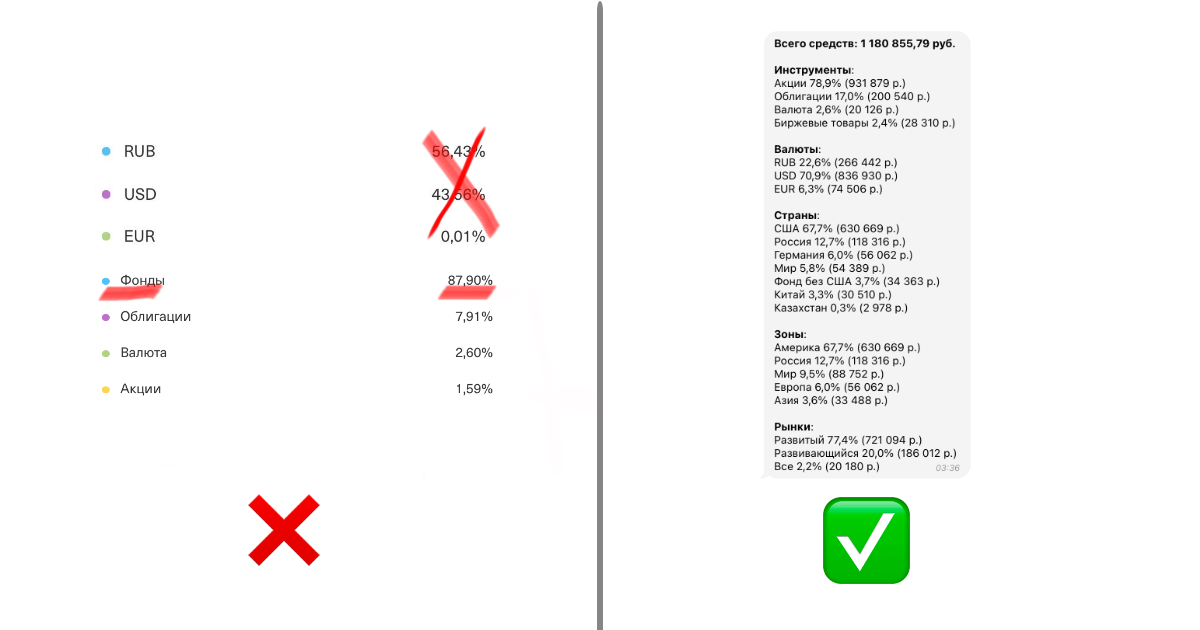 RUB 56,43%
USD 43,56%
EUR 0,01%
Фонды 87,90%
Облигации 7,91%
Валюта 2,60%
Акции 1,59%
Всего средств: 1 180 855,79 руб.
Инструменты:
Акции 78,9% (931 879 р.)
Облигации 17,0% (200 540 р.)
Валюта 2,6% (20 126 р.)
Биржевые товары 2,4% (28 310 р.)
Валюты:
RUB 22,6% (266 442 р.)
USD 70,9% (836 930 р.)
EUR 6,3% (74 506 р.)
Страны:
США 67,7% (630 669 р.)
Россия 12,7% (118 316 р.)
Германия 6,0% (56 062 р.)
Мир 5,8% (54 389 р.)
Фонд без США 3,7% (34 363 р.)
Китай 3,3% (30 510 р.)
Казахстан 0,3% (2 978 р.)
Зоны:
Америка 67,7% (630 669 р.)
Россия 12,7% (118 316 р.)
Мир 9,5% (88 752 р.)
Европа 6,0% (56 062 р.)
Азия 3,6% (33 488 р.)
Рынки:
Развитый 77,4% (721 094 р.)
Развивающийся 20,0% (186 012 р.)
Все 2,2% (20 180 р.)
03:36